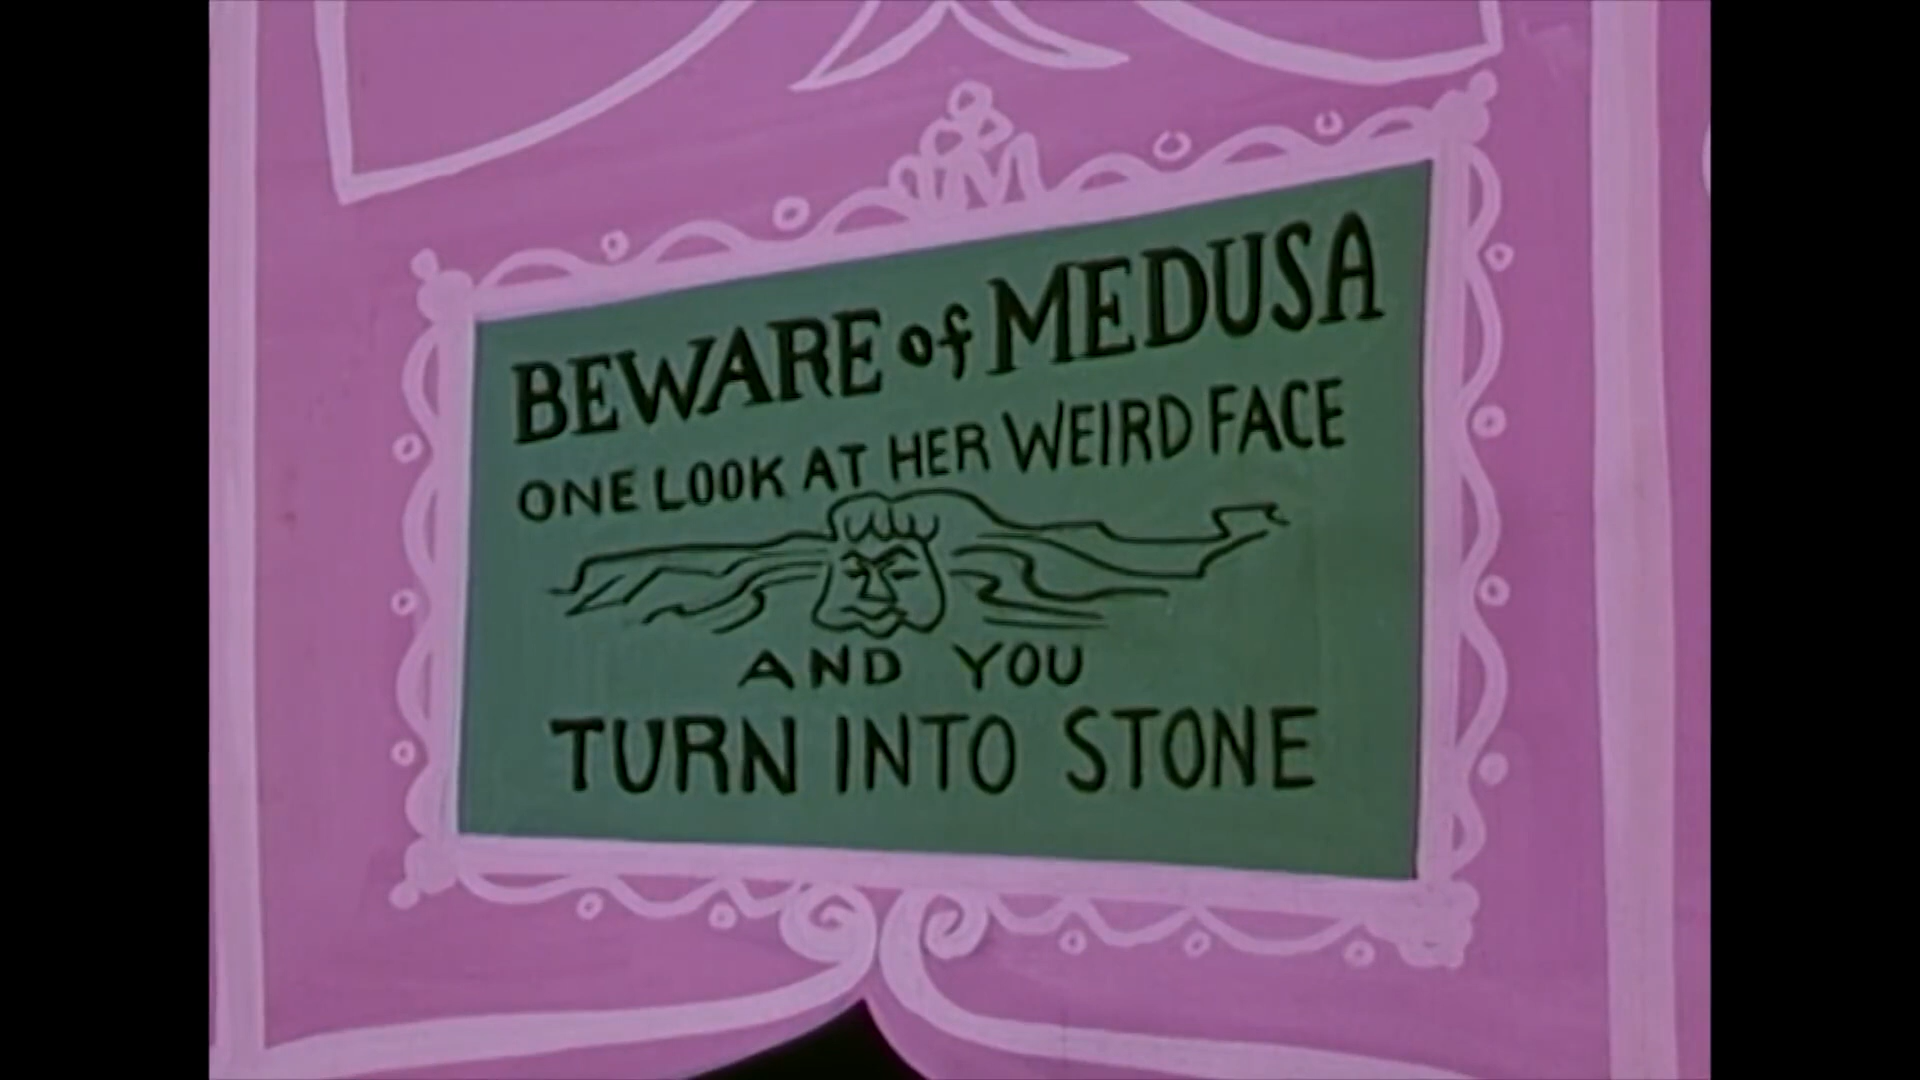 BEWARE of MEDUSA
ONE LOOK AT HER WEIRD FACE
AND YOU
TURN INTO STONE